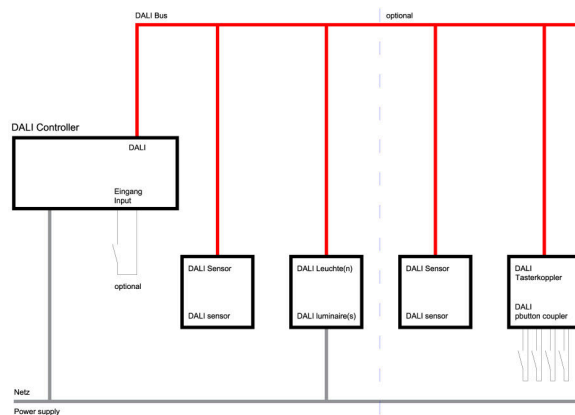 DALI Bus
optional
DALI Controller
DALI
Eingang
Input
optional
DALI Sensor
DALI sensor
DALI Leuchte(n)
DALI luminaire(s)
DALI Sensor
DALI sensor
DALI
Tasterkoppler
DALI
pbutton coupler
Netz
Power supply